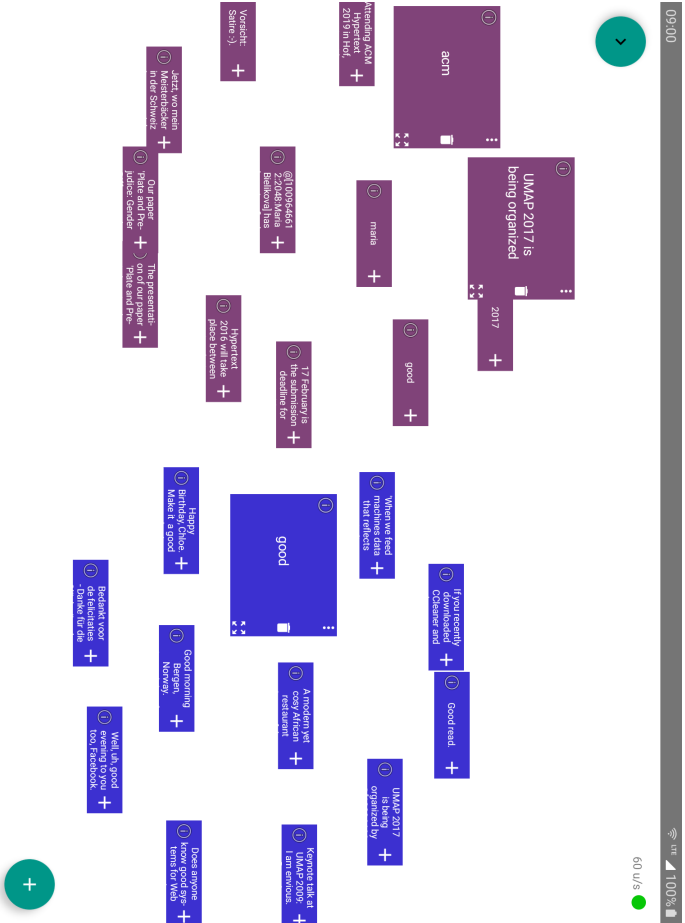 09:00
LTE
100%
60 u/s
UMAP 2017 is
being organized
2017
acm
Attending ACM
Hypertext
2019 in Hof,
maria
good
Vorsicht:
Satire :-),
@[100964661
2:2048:Maria
Bielikova] has
17 February is
the submission
deadline for
Hypertext
2016 will take
place between
Jetzt, wo mein
Meisterbäcker
in der Schweiz
Our paper
'Plate and Pre-
judice: Gender
The presentati-
on of our paper
'Plate and Pre-
good
'When we feed
machines data
that reflects
If you recently
downloaded
CCleaner and
Good read.
UMAP 2017
is being
organized by
A modern yet
cosy African
restaurant
Keynote talk at
UMAP 2009:
I am envious.
Happy
Birthday, Chloe.
Make it  a good
Good morning
Bergen,
Norway.
Does anyone
know good sys-
tems for Web
Bedankt voor
de felicitaties
- Danke für die
Well, uh, good
evening to you
too, Facebook.